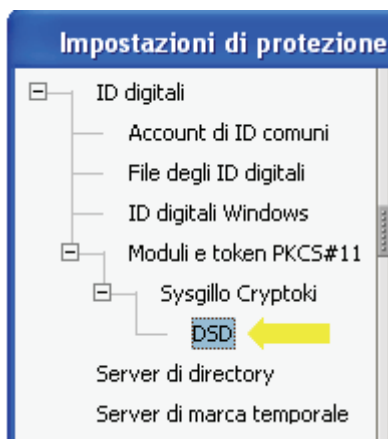 Impostazioni di protezione
ID digitali
Account di ID comuni
File degli ID digitali
ID digitali Windows
Moduli e token PKCS#11
Sysgillo Cryptoki
DSD
Server di directory
Server di marca temporale